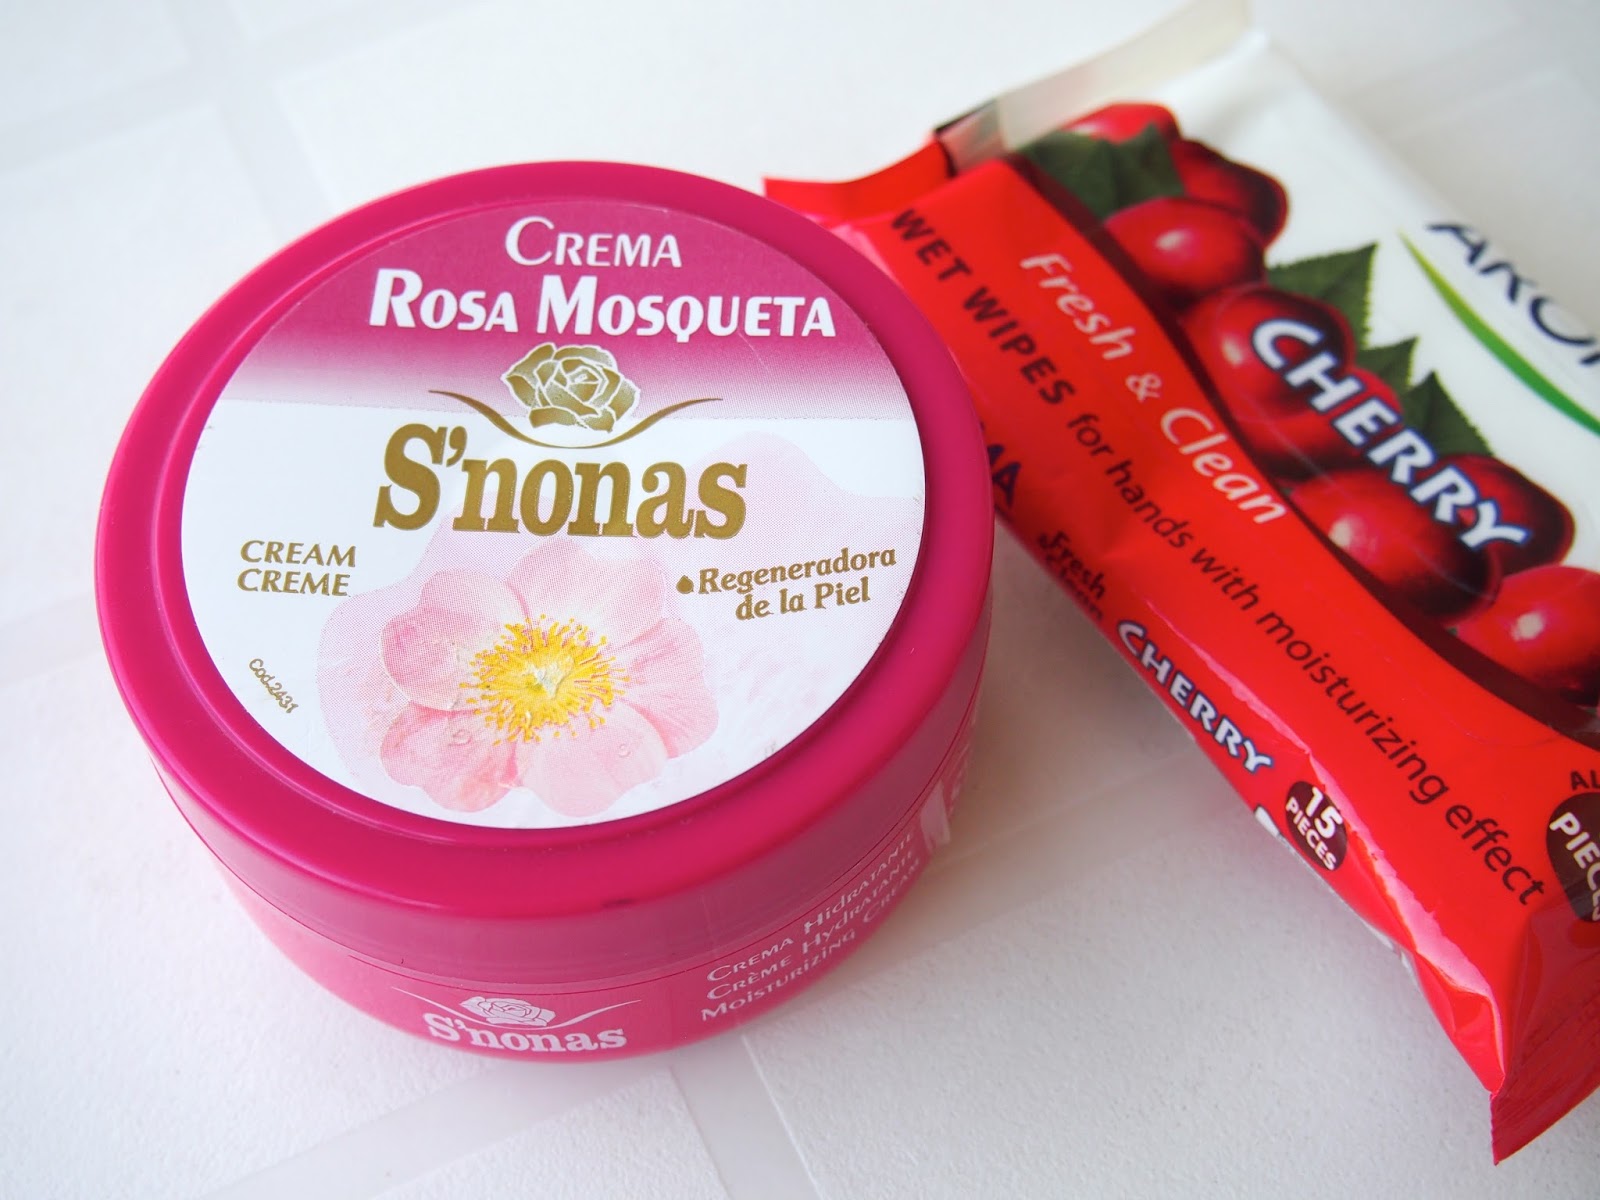 CREMA
ROSA MOSQUETA
S'nonas
CREAM
CREME
• Regeneradora
de la Piel
Cod.2431
S'nonas
CREMA HIDRATANTE
CRÈME HYDRATANTE
MOISTURIZING CREAM
CHERRY
Fresh & Clean
WET WIPES for hands with moisturizing effect
Fresh
CHERRY
15
PIECES